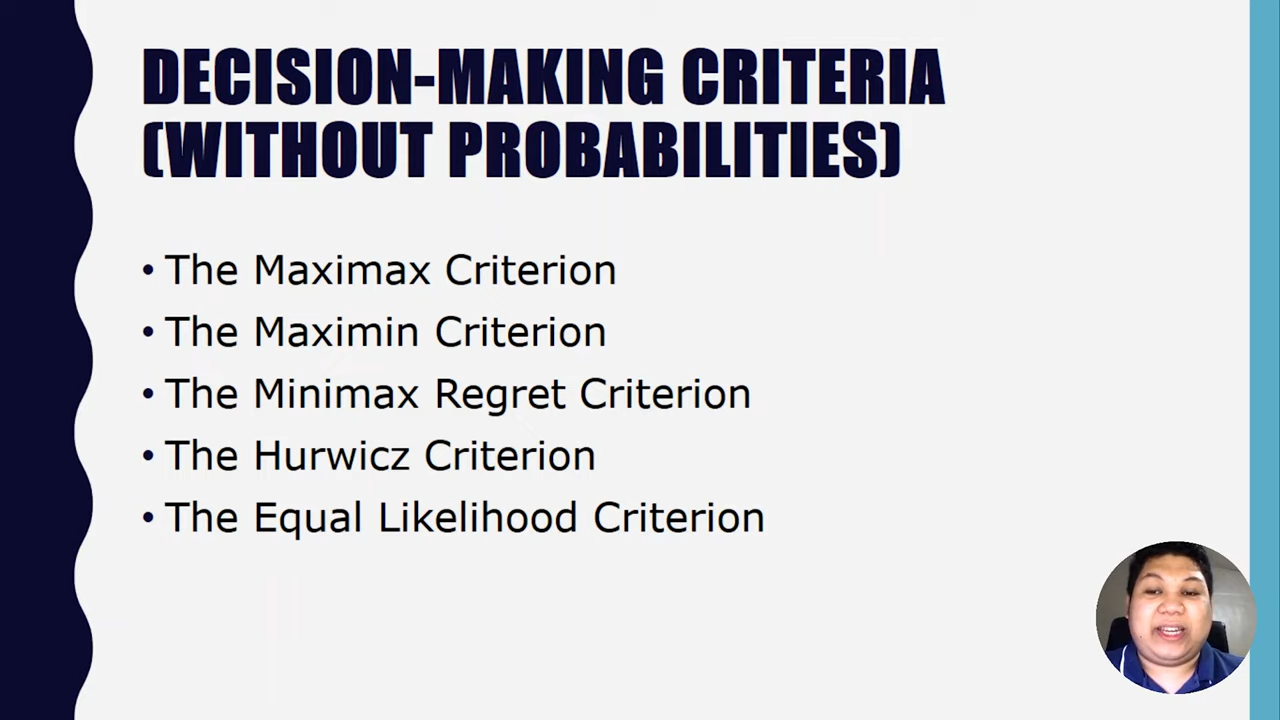 DECISION-MAKING CRITERIA
(WITHOUT PROBABILITIES)
• The Maximax Criterion
• The Maximin Criterion
• The Minimax Regret Criterion
• The Hurwicz Criterion
• The Equal Likelihood Criterion